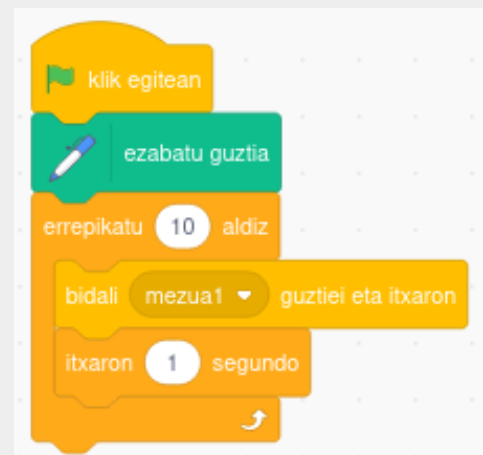 klik egitean
ezabatu guztia
errepikatu 10 aldiz
bidali mezua1 guztiei eta itxaron
itxaron 1 segundo